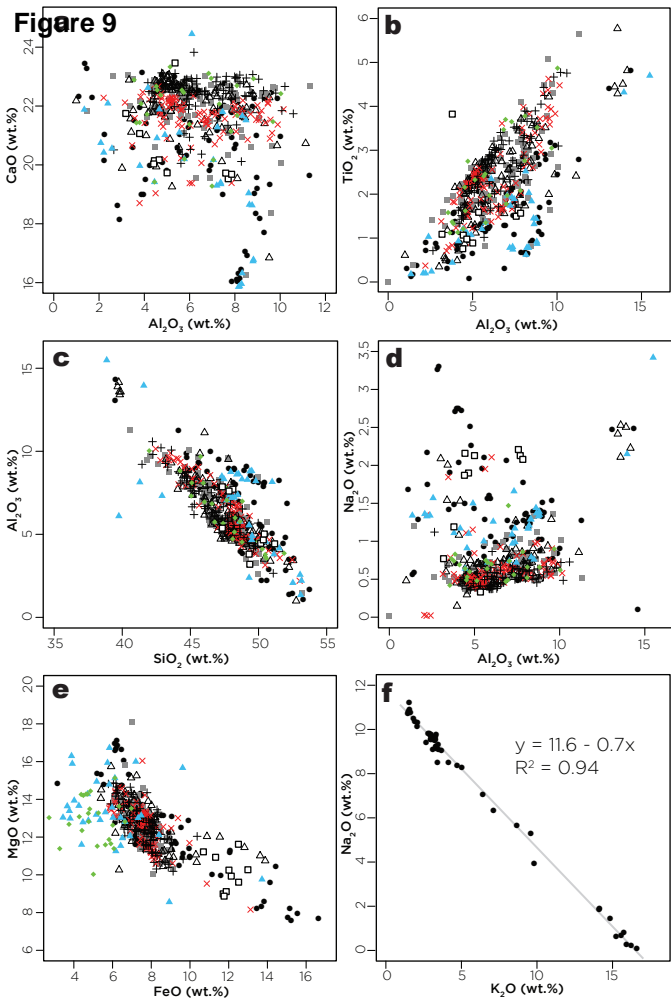 Figure 9
a
CaO (wt.%)
24
22
20
18
16
0 2 4 6 8 10 12
Al₂O₃ (wt.%)
b
TiO₂ (wt.%)
6
5
4
3
2
1
0
0 5 10 15
Al₂O₃ (wt.%)
c
Al₂O₃ (wt.%)
15
10
5
0
35 40 45 50 55
SiO₂ (wt.%)
d
Na₂O (wt.%)
3.5
3
2.5
2
1.5
1
0.5
0
0 5 10 15
Al₂O₃ (wt.%)
e
MgO (wt.%)
20
18
16
14
12
10
8
6
4 6 8 10 12 14 16
FeO (wt.%)
f
y = 11.6 - 0.7x
R² = 0.94
Na₂O (wt.%)
12
10
8
6
4
2
0
0 5 10 15
K₂O (wt.%)